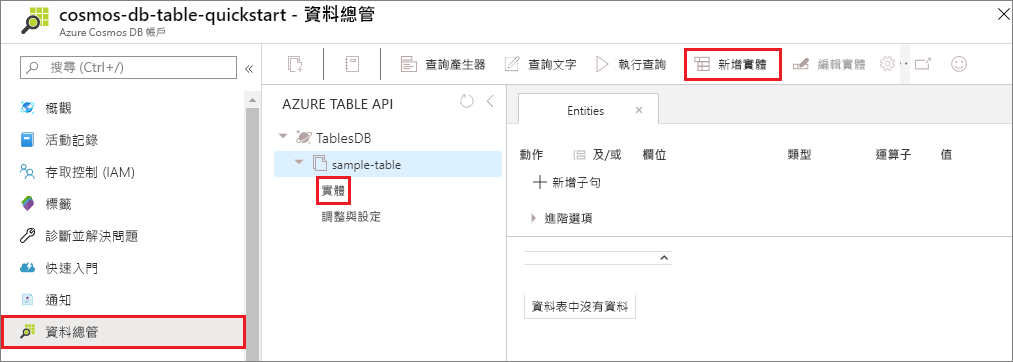 cosmos-db-table-quickstart - 資料總管
Azure Cosmos DB 帳戶
搜尋 (Ctrl+/)
概觀
活動記錄
存取控制 (IAM)
標籤
診斷並解決問題
快速入門
通知
資料總管
查詢產生器 查詢文字 執行查詢 新增實體 編輯實體
AZURE TABLE API
TablesDB
sample-table
實體
調整與設定
Entities
動作 及/或 欄位 類型 運算子 值
新增子句
進階選項
資料表中沒有資料